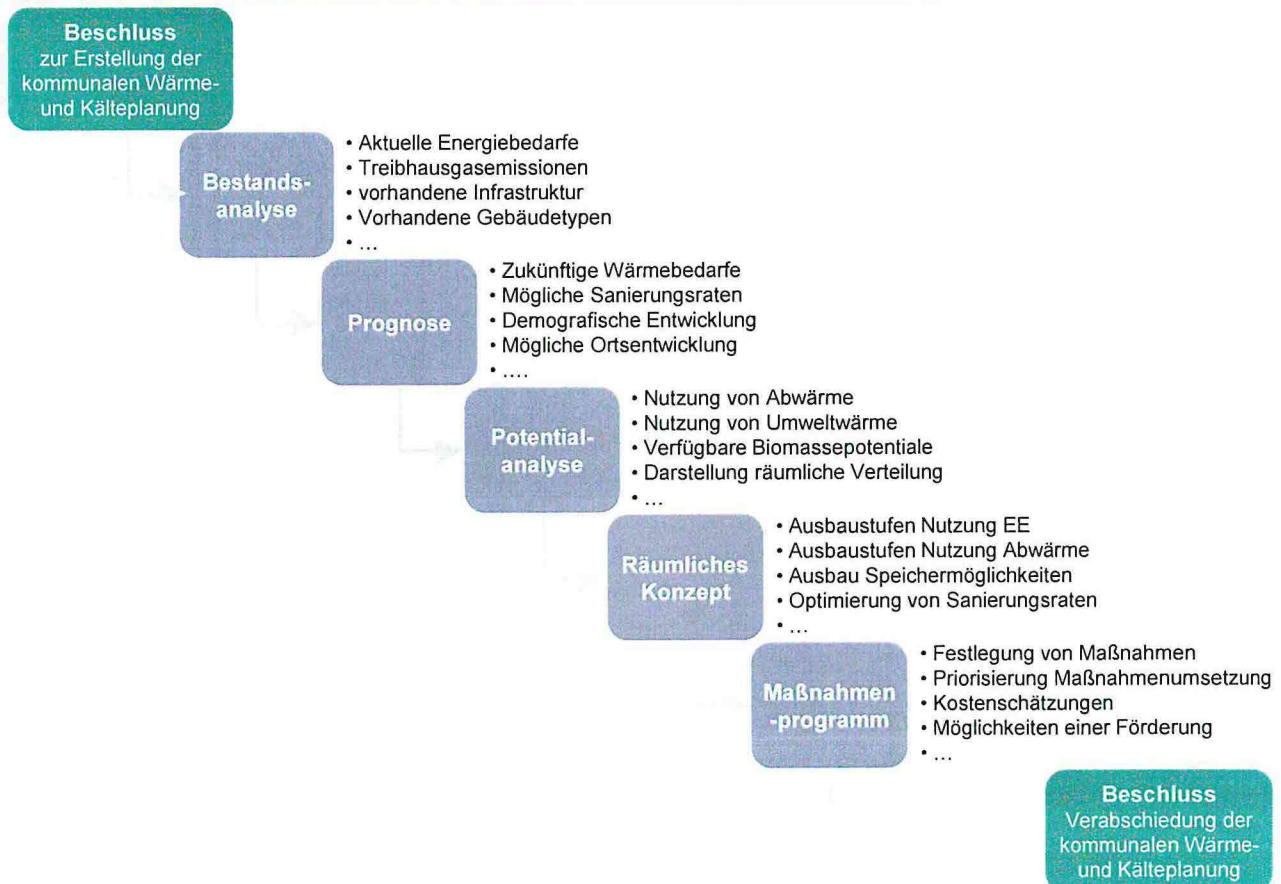 Beschluss
zur Erstellung der
kommunalen Wärme-
und Kälteplanung
Bestands-
analyse
• Aktuelle Energiebedarfe
• Treibhausgasemissionen
• vorhandene Infrastruktur
• Vorhandene Gebäudetypen
• ...
Prognose
• Zukünftige Wärmebedarfe
• Mögliche Sanierungsraten
• Demografische Entwicklung
• Mögliche Ortsentwicklung
• ....
Potential-
analyse
• Nutzung von Abwärme
• Nutzung von Umweltwärme
• Verfügbare Biomassepotentiale
• Darstellung räumliche Verteilung
• ...
Räumliches
Konzept
• Ausbaustufen Nutzung EE
• Ausbaustufen Nutzung Abwärme
• Ausbau Speichermöglichkeiten
• Optimierung von Sanierungsraten
• ...
Maßnahmen
-programm
• Festlegung von Maßnahmen
• Priorisierung Maßnahmenumsetzung
• Kostenschätzungen
• Möglichkeiten einer Förderung
• ...
Beschluss
Verabschiedung der
kommunalen Wärme-
und Kälteplanung